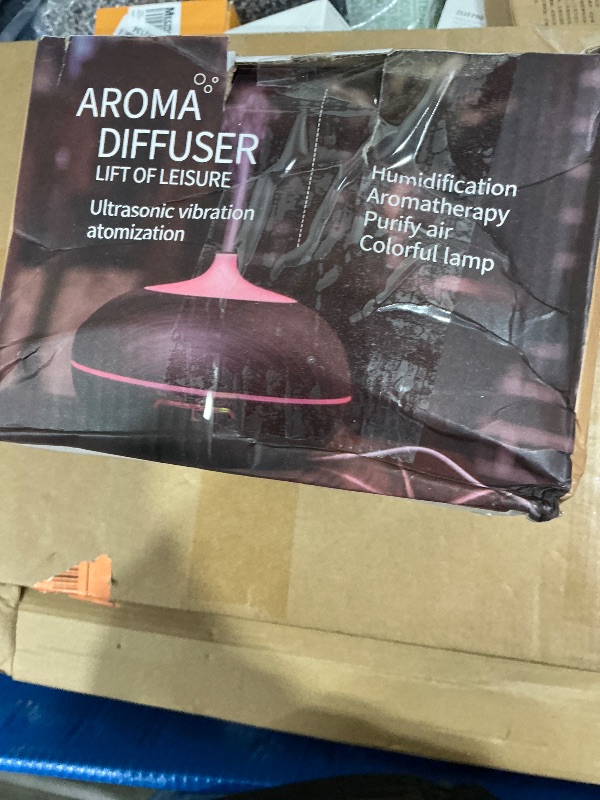 AROMA
DIFFUSER
LIFT OF LEISURE
Ultrasonic vibration
atomization
Humidification
Aromatherapy
Purify air
Colorful lamp